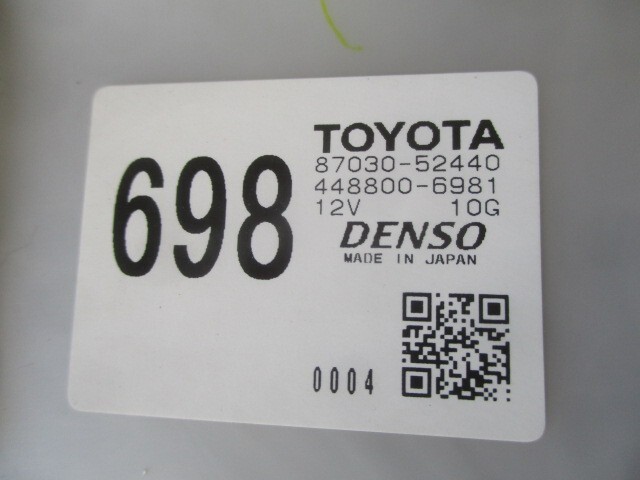 698
TOYOTA
87030-52440
448800-6981
12V 10G
DENSO
MADE IN JAPAN
0004